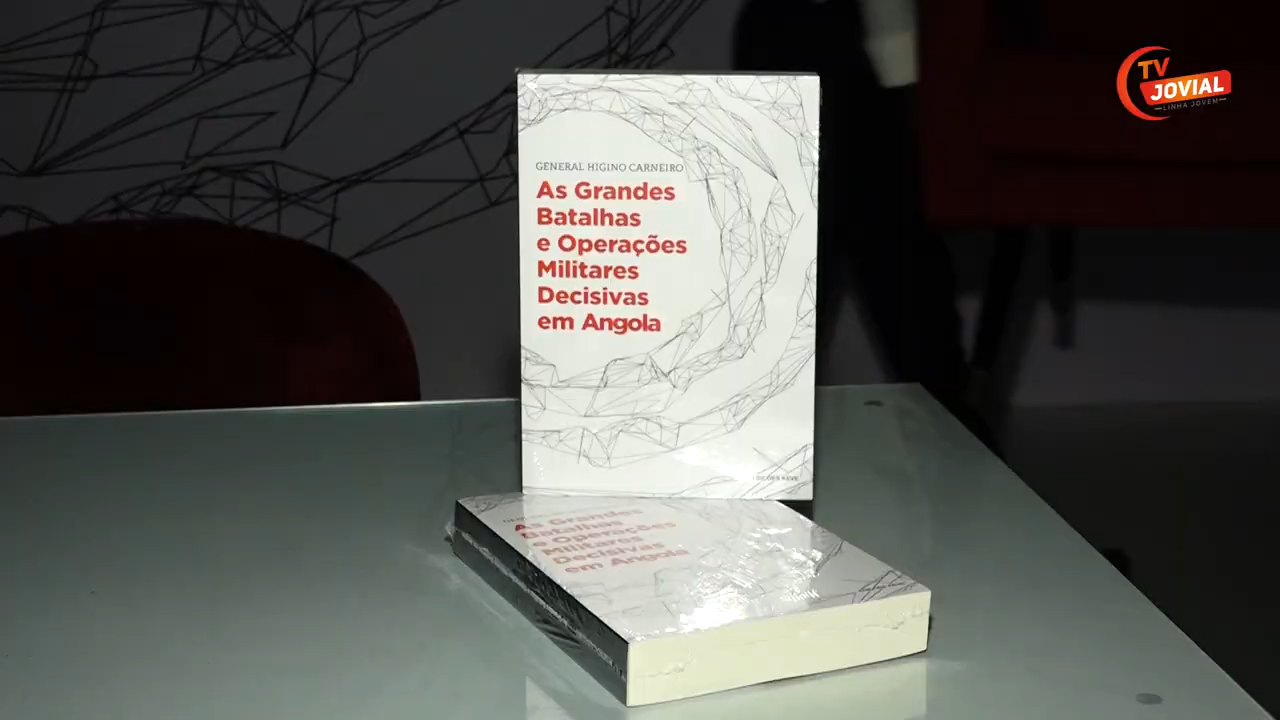 TV
JOVIAL
LINHA JOVEM
GENERAL HIGINO CARNEIRO
As Grandes
Batalhas
e Operações
Militares
Decisivas
em Angola
As Grandes
Batalhas
e Operações
Militares
Decisivas
em Angola